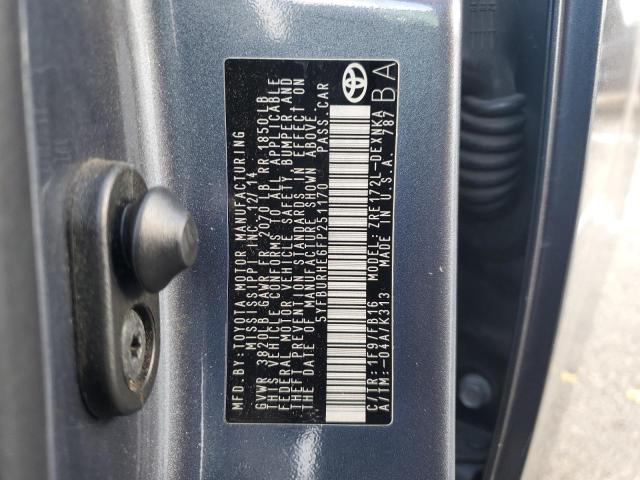 MFD.BY:TOYOTA MOTOR MANUFACTURING
MISSISSIPPI INC. 12/14
GVWR 3820LB GAWR FR 2070LB RR 1850LB
THIS VEHICLE CONFORMS TO ALL APPLICABLE
FEDERAL MOTOR VEHICLE SAFETY, BUMPER AND
THEFT PREVENTION STANDARDS IN EFFECT ON
THE DATE OF MANUFACTURE SHOWN ABOVE.
5YFBURHE6FP251170 PASS.CAR
C/TR:1F9/FB16 MODEL:ZRE172L-DEXNKA
A/TM:-04A/K313 MADE IN U.S.A. 787
BA